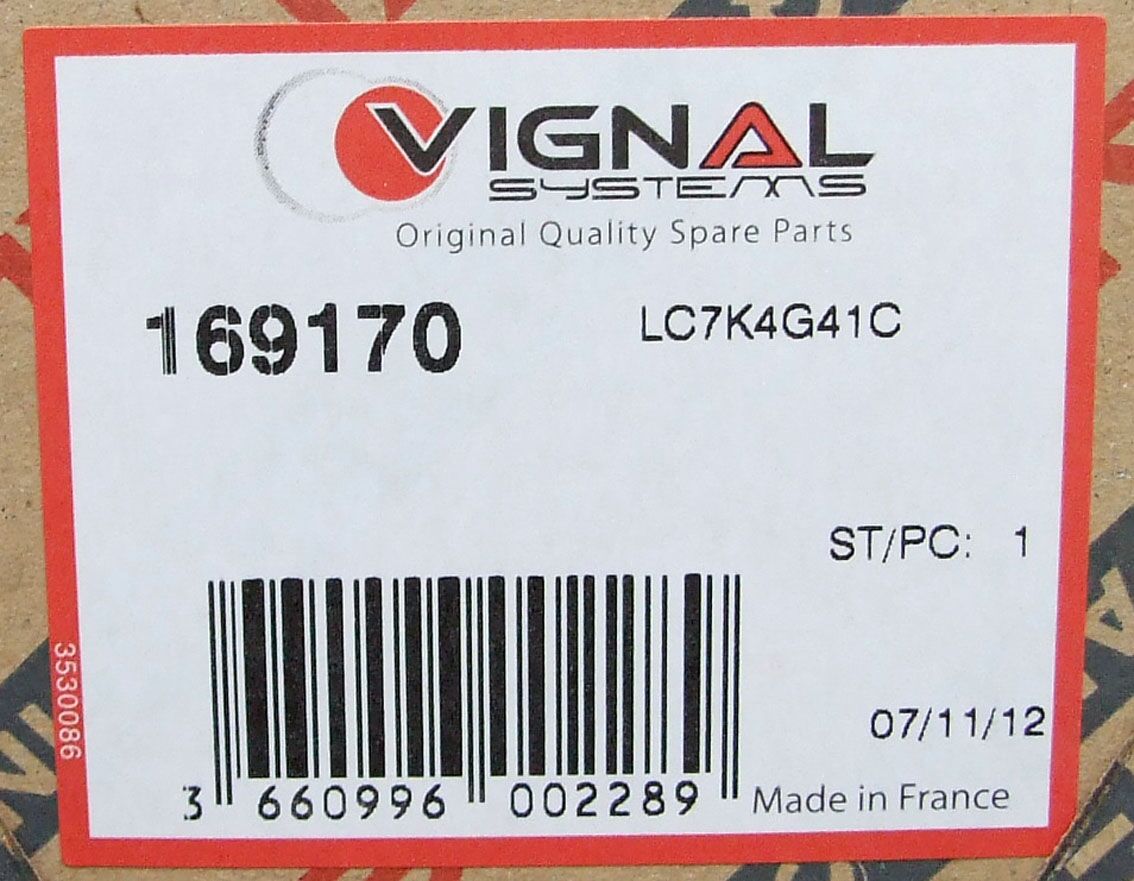 VIGNAL
SYSTEMS
Original Quality Spare Parts
169170 LC7K4G41C
ST/PC: 1
07/11/12
3 660996 002289 Made in France
3530086